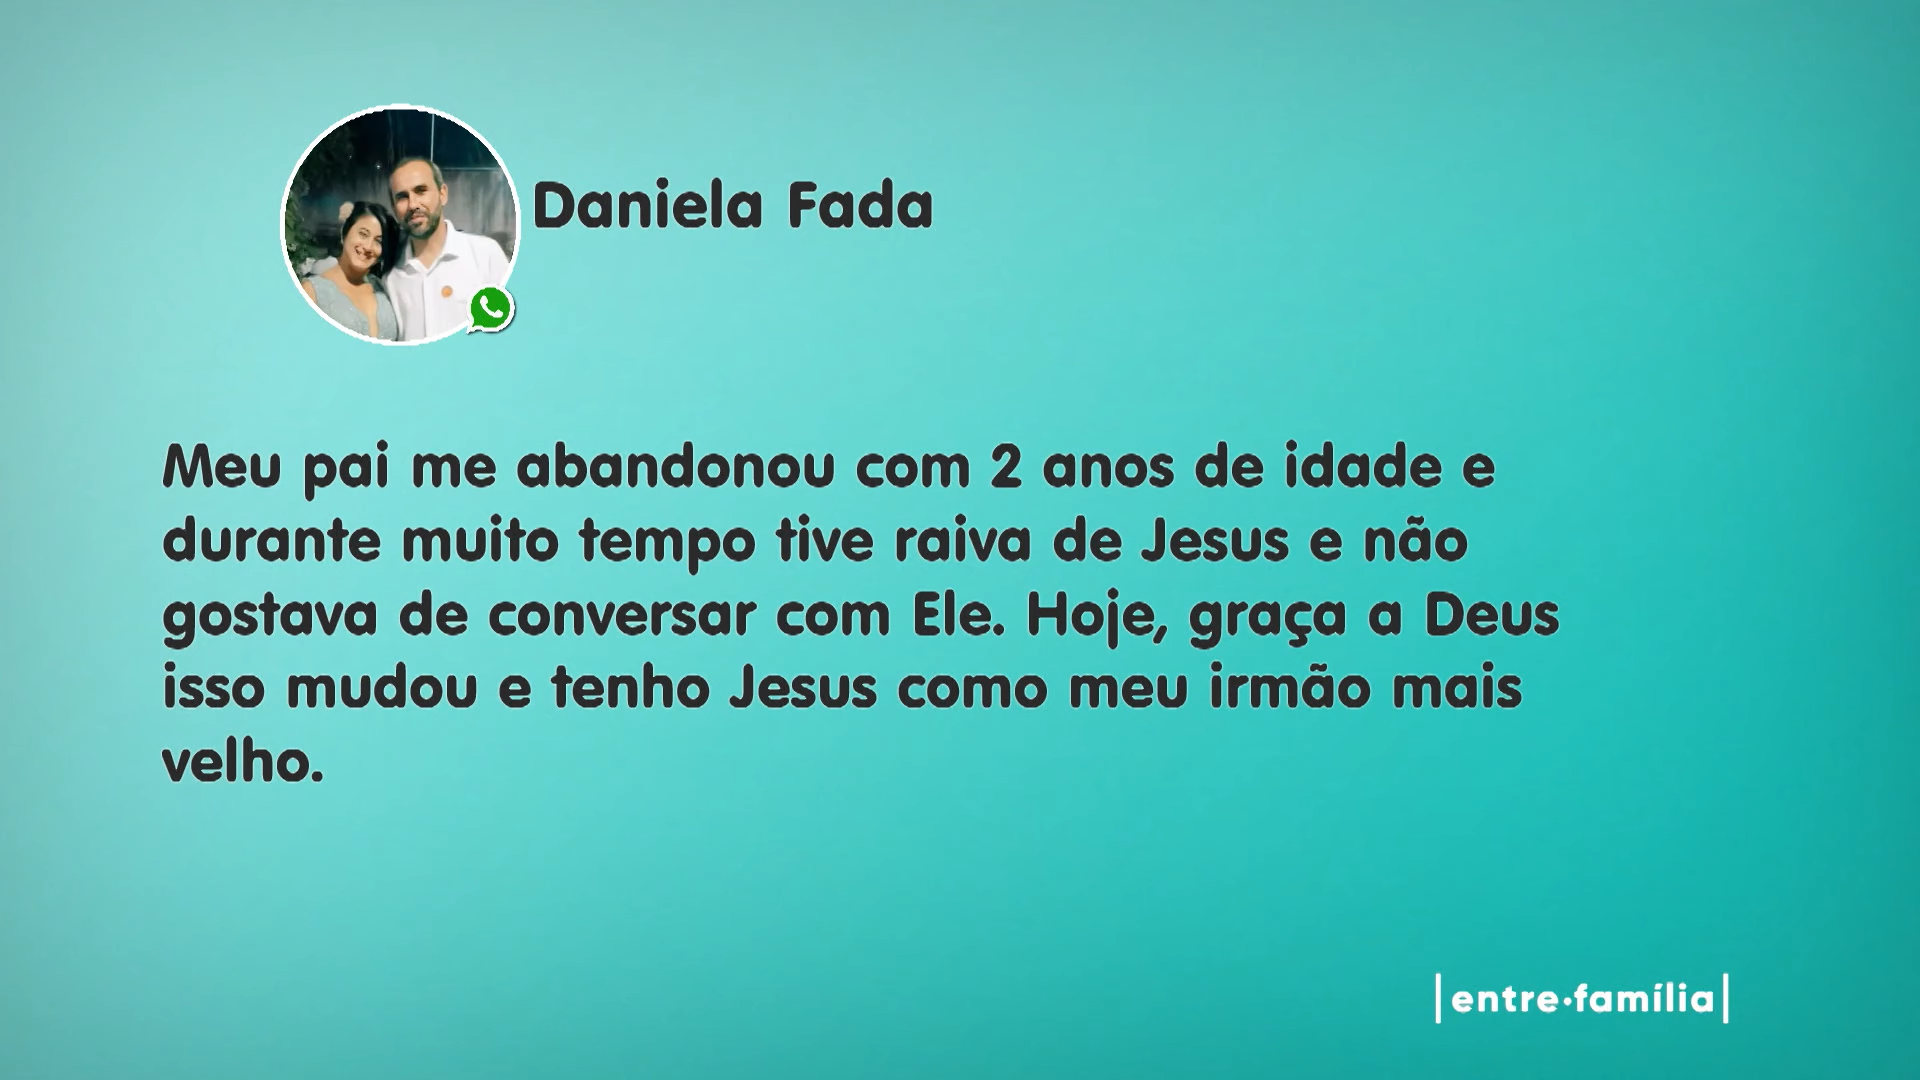 Daniela Fada
Meu pai me abandonou com 2 anos de idade e
durante muito tempo tive raiva de Jesus e não
gostava de conversar com Ele. Hoje, graça a Deus
isso mudou e tenho Jesus como meu irmão mais
velho.
|entre•família|